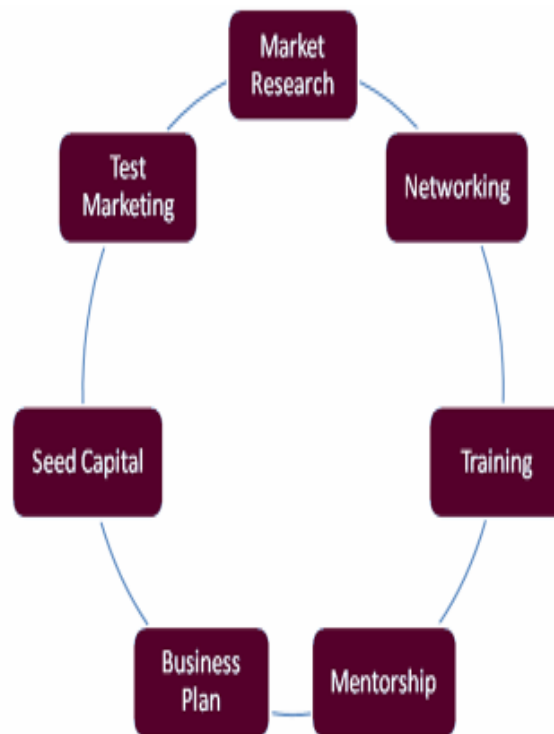 Market
Research
Networking
Training
Mentorship
Business
Plan
Seed Capital
Test
Marketing